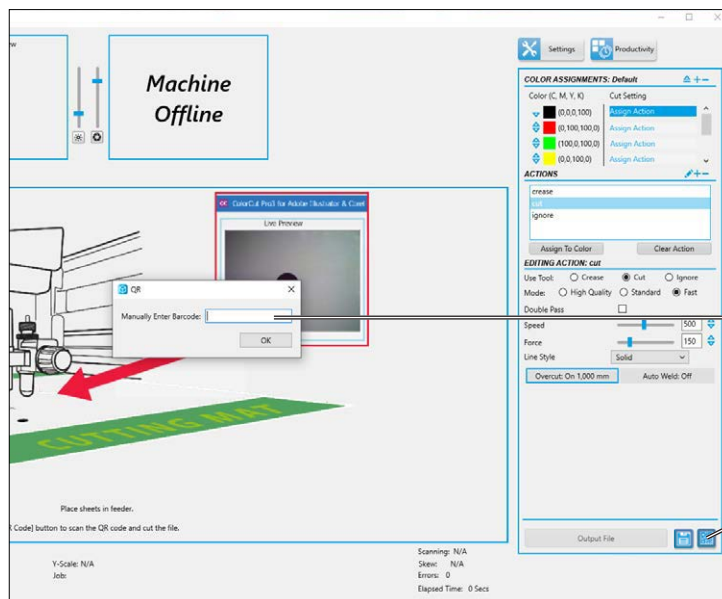 ew
Machine
Offline
Settings
Productivity
COLOR ASSIGNMENTS: Default
Color (C, M, Y, K) Cut Setting
(0,0,0,100) Assign Action
(0,100,100,0) Assign Action
(100,0,100,0) Assign Action
(0,0,100,0) Assign Action
ACTIONS
crease
cut
ignore
Assign To Color Clear Action
EDITING ACTION: cut
Use Tool: Crease Cut Ignore
Mode: High Quality Standard Fast
Double Pass
Speed 500
Force 150
Line Style Solid
Overcut: On 1,000 mm Auto Weld: Off
Output File
CC ColorCut Pro3 for Adobe Illustrator & Corel
Live Preview
QR
Manually Enter Barcode:
OK
CUTTING MAT
Place sheets in feeder.
R Code] button to scan the QR code and cut the file.
Y-Scale: N/A
Job:
Scanning: N/A
Skew: N/A
Errors: 0
Elapsed Time: 0 Secs